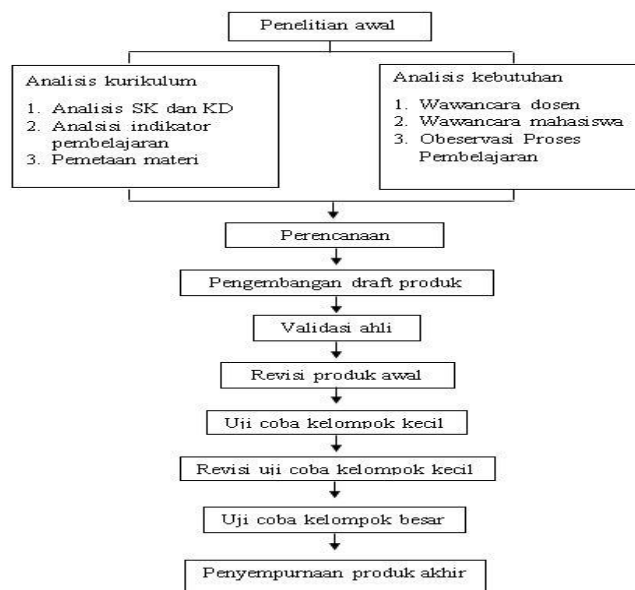 Penelitian awal
Analisis kurikulum
1. Analisis SK dan KD
2. Analsisi indikator
pembelajaran
3. Pemetaan materi
Analisis kebutuhan
1. Wawancara dosen
2. Wawancara mahasiswa
3. Obeservasi Proses
Pembelajaran
Perencanaan
Pengembangan draft produk
Validasi ahli
Revisi produk awal
Uji coba kelompok kecil
Revisi uji coba kelompok kecil
Uji coba kelompok besar
Penyempurnaan produk akhir